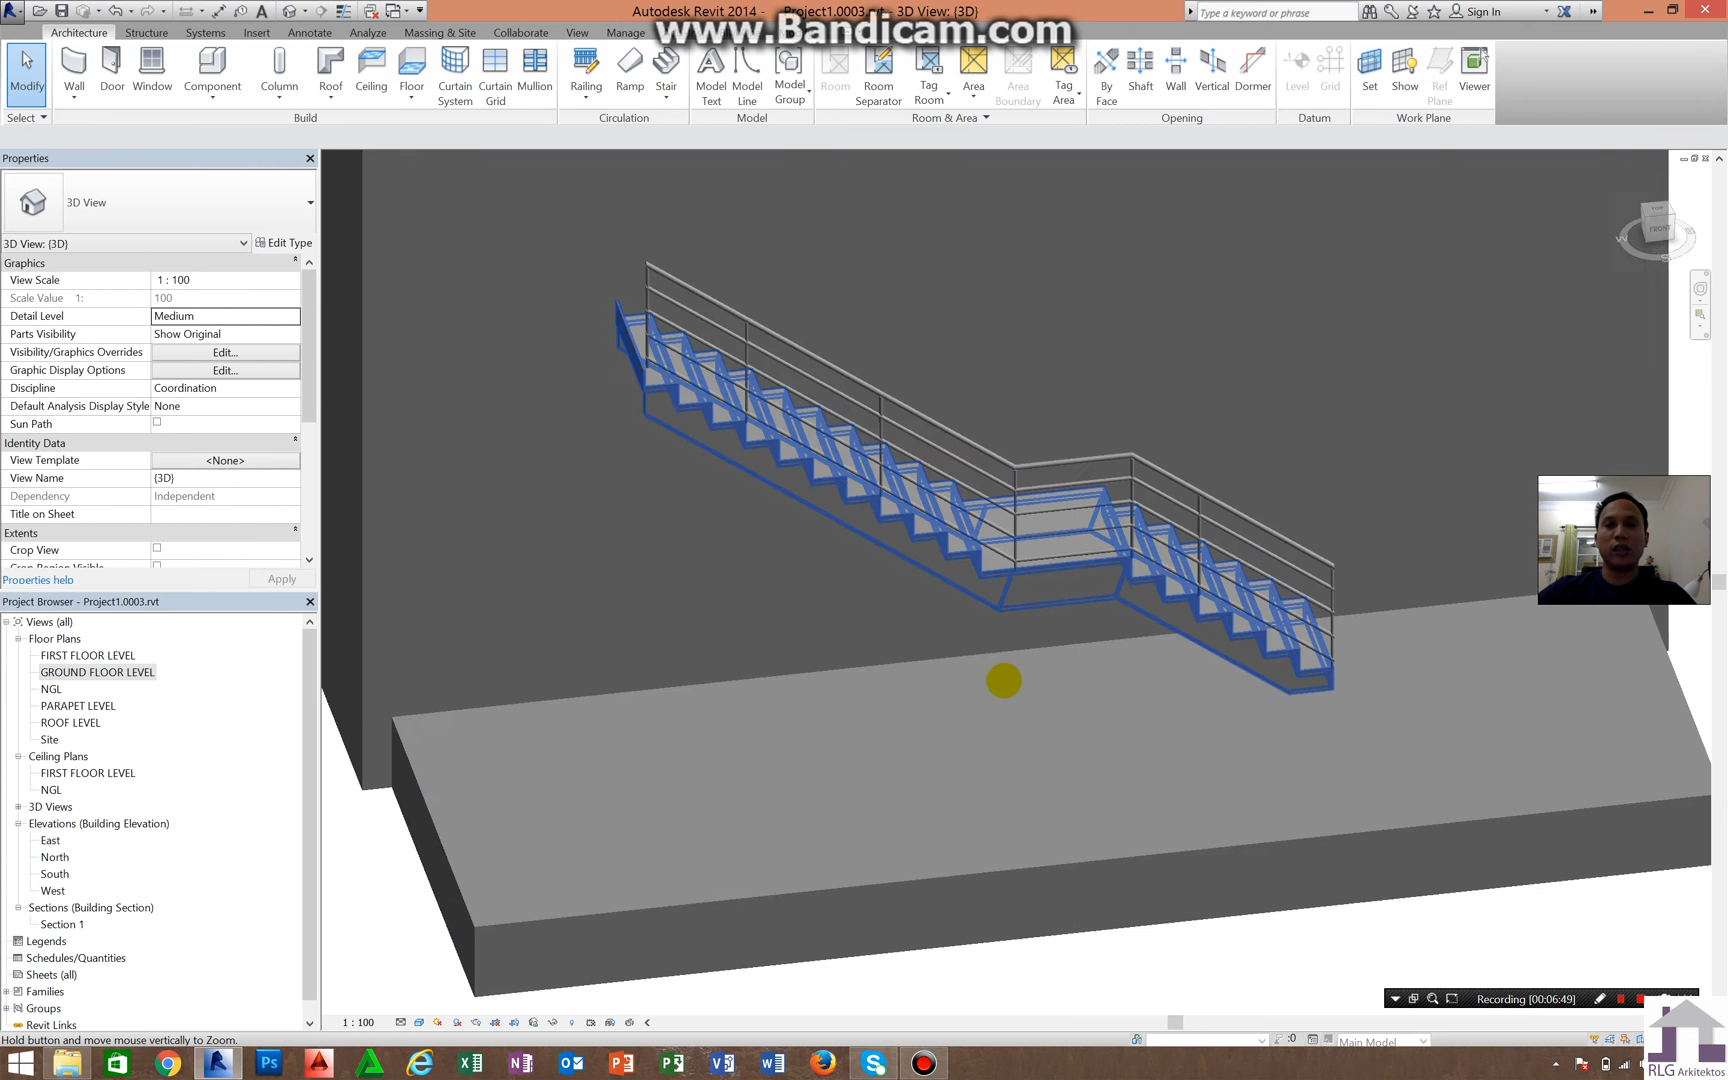 Autodesk Revit 2014 - Project1.0003.rvt - 3D View: {3D}
Type a keyword or phrase
Sign In
www.Bandicam.com
Architecture Structure Systems Insert Annotate Analyze Massing & Site Collaborate View Manage
Modify Wall Door Window Component Column Roof Ceiling Floor Curtain System Curtain Grid Mullion Railing Ramp Stair Model Text Model Line Model Group Room Room Separator Tag Room Area Area Boundary Tag Area By Face Shaft Wall Vertical Dormer Level Grid Set Show Ref Plane Viewer
Select Build Circulation Model Room & Area Opening Datum Work Plane
Properties
3D View
3D View: {3D} Edit Type
Graphics
View Scale 1 : 100
Scale Value 1: 100
Detail Level Medium
Parts Visibility Show Original
Visibility/Graphics Overrides Edit...
Graphic Display Options Edit...
Discipline Coordination
Default Analysis Display Style None
Sun Path
Identity Data
View Template <None>
View Name {3D}
Dependency Independent
Title on Sheet
Extents
Crop View
Crop Region Visible
Properties help Apply
Project Browser - Project1.0003.rvt
Views (all)
Floor Plans
FIRST FLOOR LEVEL
GROUND FLOOR LEVEL
NGL
PARAPET LEVEL
ROOF LEVEL
Site
Ceiling Plans
FIRST FLOOR LEVEL
NGL
3D Views
Elevations (Building Elevation)
East
North
South
West
Sections (Building Section)
Section 1
Legends
Schedules/Quantities
Sheets (all)
Families
Groups
Revit Links
TOP
FRONT
Recording [00:06:49]
1 : 100
Hold button and move mouse vertically to Zoom.
:0
Main Model
RLG Arkitektos